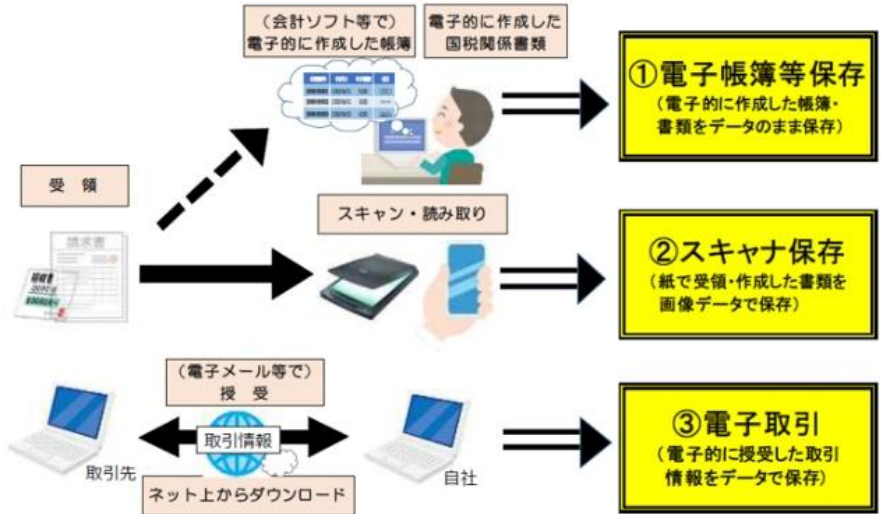 （会計ソフト等で）
電子的に作成した帳簿
電子的に作成した
国税関係書類
①電子帳簿等保存
（電子的に作成した帳簿・
書類をデータのまま保存）
受　領
請求書
領収書
スキャン・読み取り
②スキャナ保存
（紙で受領・作成した書類を
画像データで保存）
（電子メール等で）
授　受
取引情報
取引先
自社
ネット上からダウンロード
③電子取引
（電子的に授受した取引
情報をデータで保存）